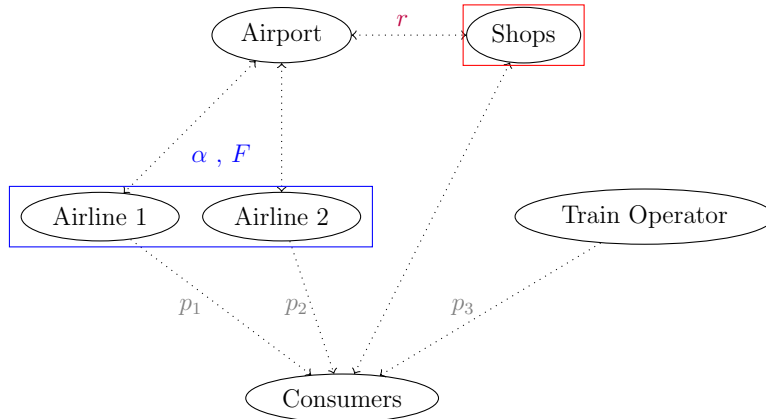 Airport
r
Shops
α , F
Airline 1
Airline 2
Train Operator
p₁
p₂
p₃
Consumers